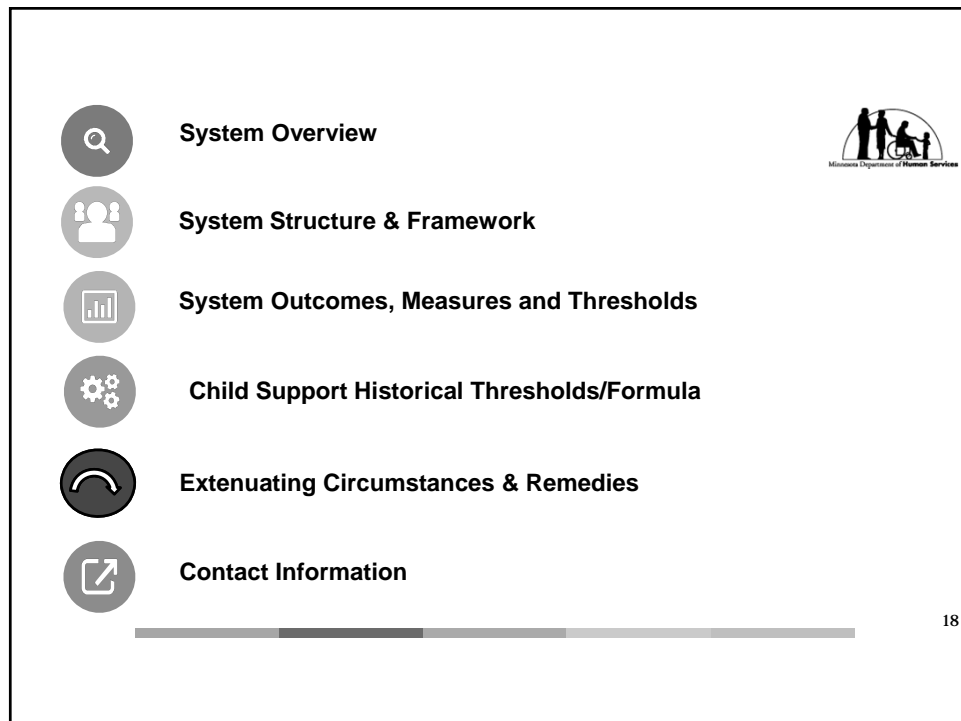 System Overview
Minnesota Department of Human Services
System Structure & Framework
System Outcomes, Measures and Thresholds
Child Support Historical Thresholds/Formula
Extenuating Circumstances & Remedies
Contact Information
18